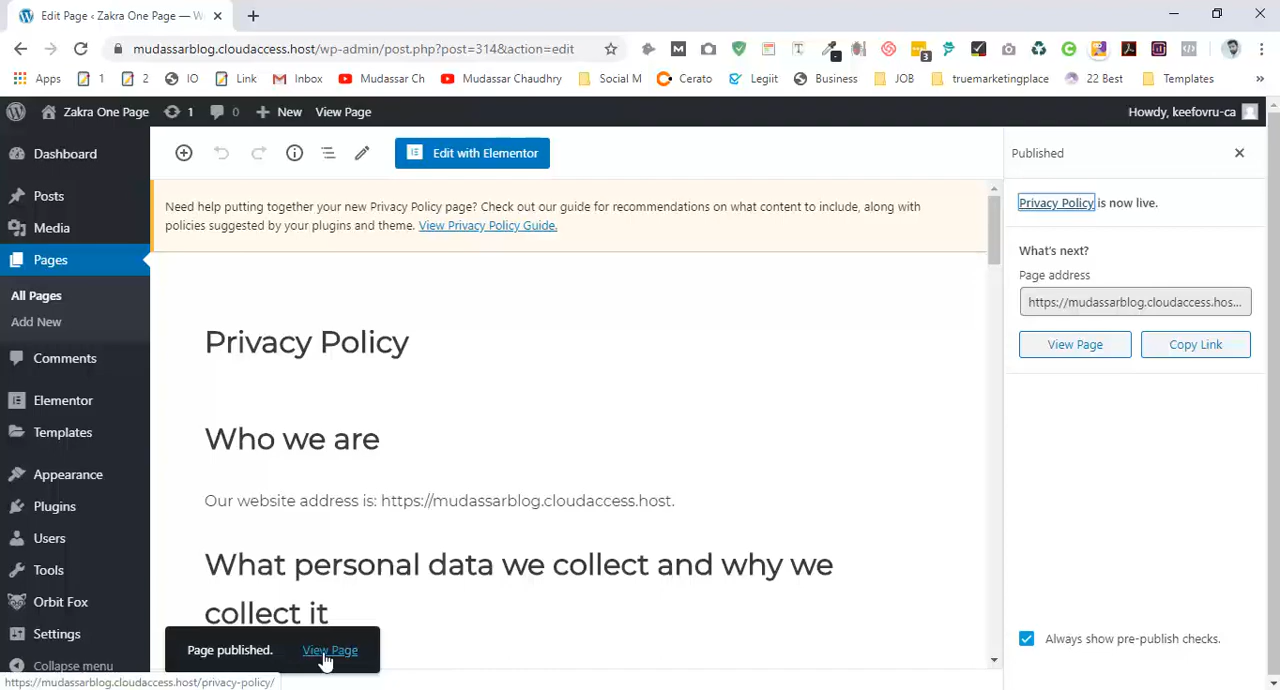 Edit Page ‹ Zakra One Page — W
mudassarblog.cloudaccess.host/wp-admin/post.php?post=314&action=edit
3
Apps 1 2 IO Link Inbox Mudassar Ch Mudassar Chaudhry Social M Cerato Legiit Business JOB truemarketingplace 22 Best Templates »
Zakra One Page 1 0 New View Page Howdy, keefovru-ca
Dashboard
Posts
Media
Pages
All Pages
Add New
Comments
Elementor
Templates
Appearance
Plugins
Users
Tools
Orbit Fox
Settings
Collapse menu
Edit with Elementor
Need help putting together your new Privacy Policy page? Check out our guide for recommendations on what content to include, along with
policies suggested by your plugins and theme. View Privacy Policy Guide.
Privacy Policy
Who we are
Our website address is: https://mudassarblog.cloudaccess.host.
What personal data we collect and why we
collect it
Page published. View Page
https://mudassarblog.cloudaccess.host/privacy-policy/
Published
Privacy Policy is now live.
What's next?
Page address
https://mudassarblog.cloudaccess.hos...
View Page Copy Link
Always show pre-publish checks.